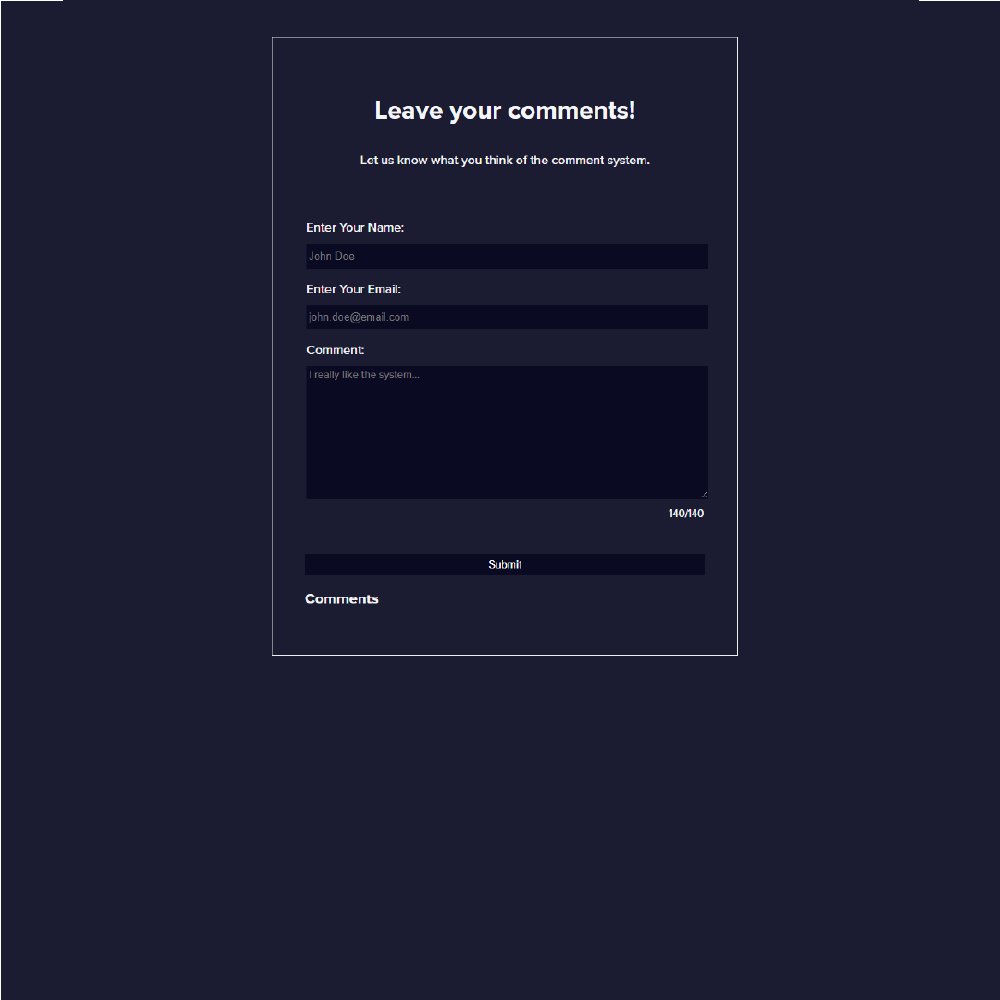 Leave your comments!
Let us know what you think of the comment system.
Enter Your Name:
John Doe
Enter Your Email:
john.doe@email.com
Comment:
I really like the system...
140/140
Submit
Comments